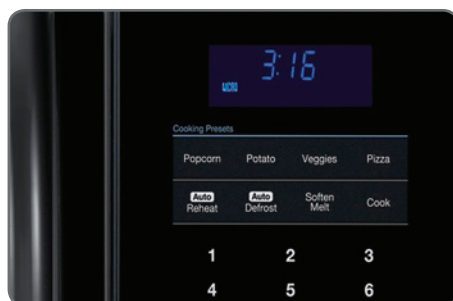 3:16
MICRO
Cooking Presets
Popcorn Potato Veggies Pizza
Auto Auto Soften
Reheat Defrost Melt Cook
1 2 3
4 5 6